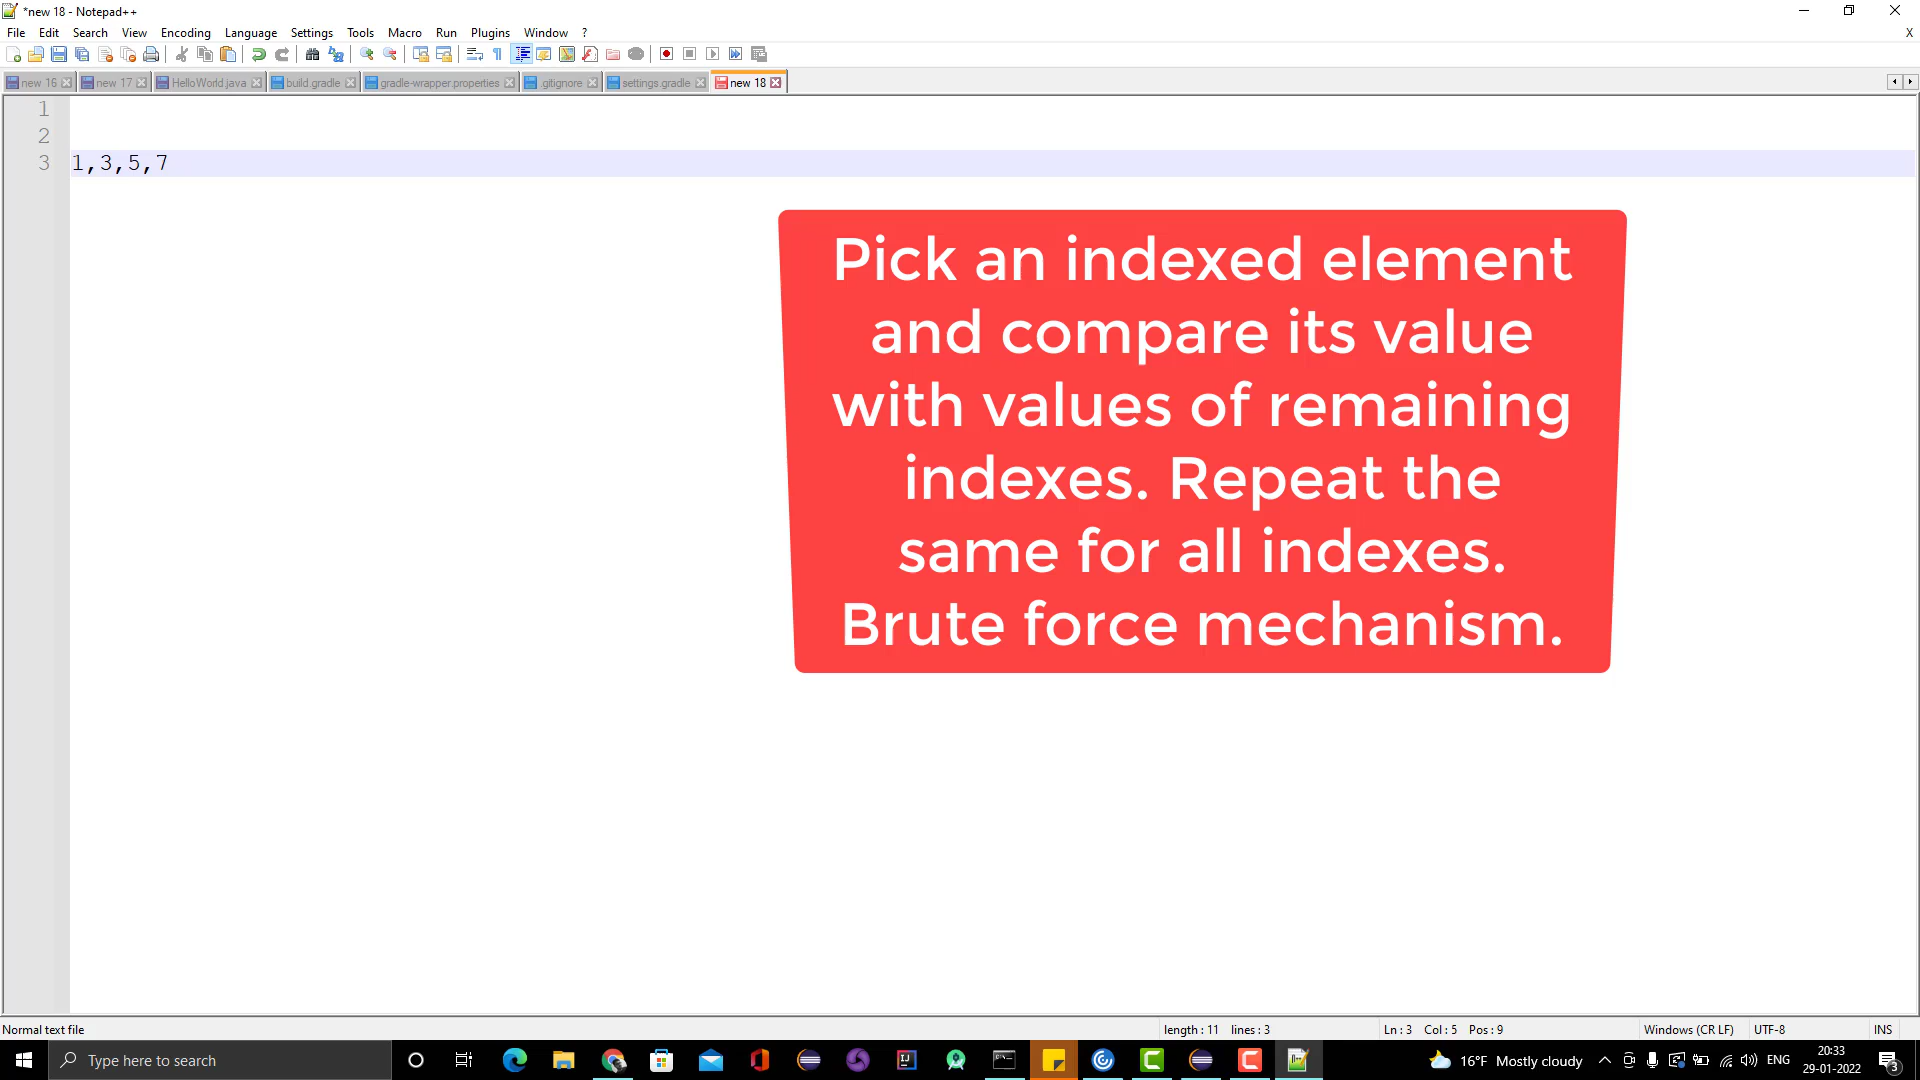 *new 18 - Notepad++
File Edit Search View Encoding Language Settings Tools Macro Run Plugins Window ? X
new 16 new 17 HelloWorld.java build.gradle gradle-wrapper.properties .gitignore settings.gradle new 18
1
2
3 1,3,5,7
Pick an indexed element
and compare its value
with values of remaining
indexes. Repeat the
same for all indexes.
Brute force mechanism.
Normal text file length : 11 lines : 3 Ln : 3 Col : 5 Pos : 9 Windows (CR LF) UTF-8 INS
Type here to search 16°F Mostly cloudy ENG 20:33
29-01-2022 3